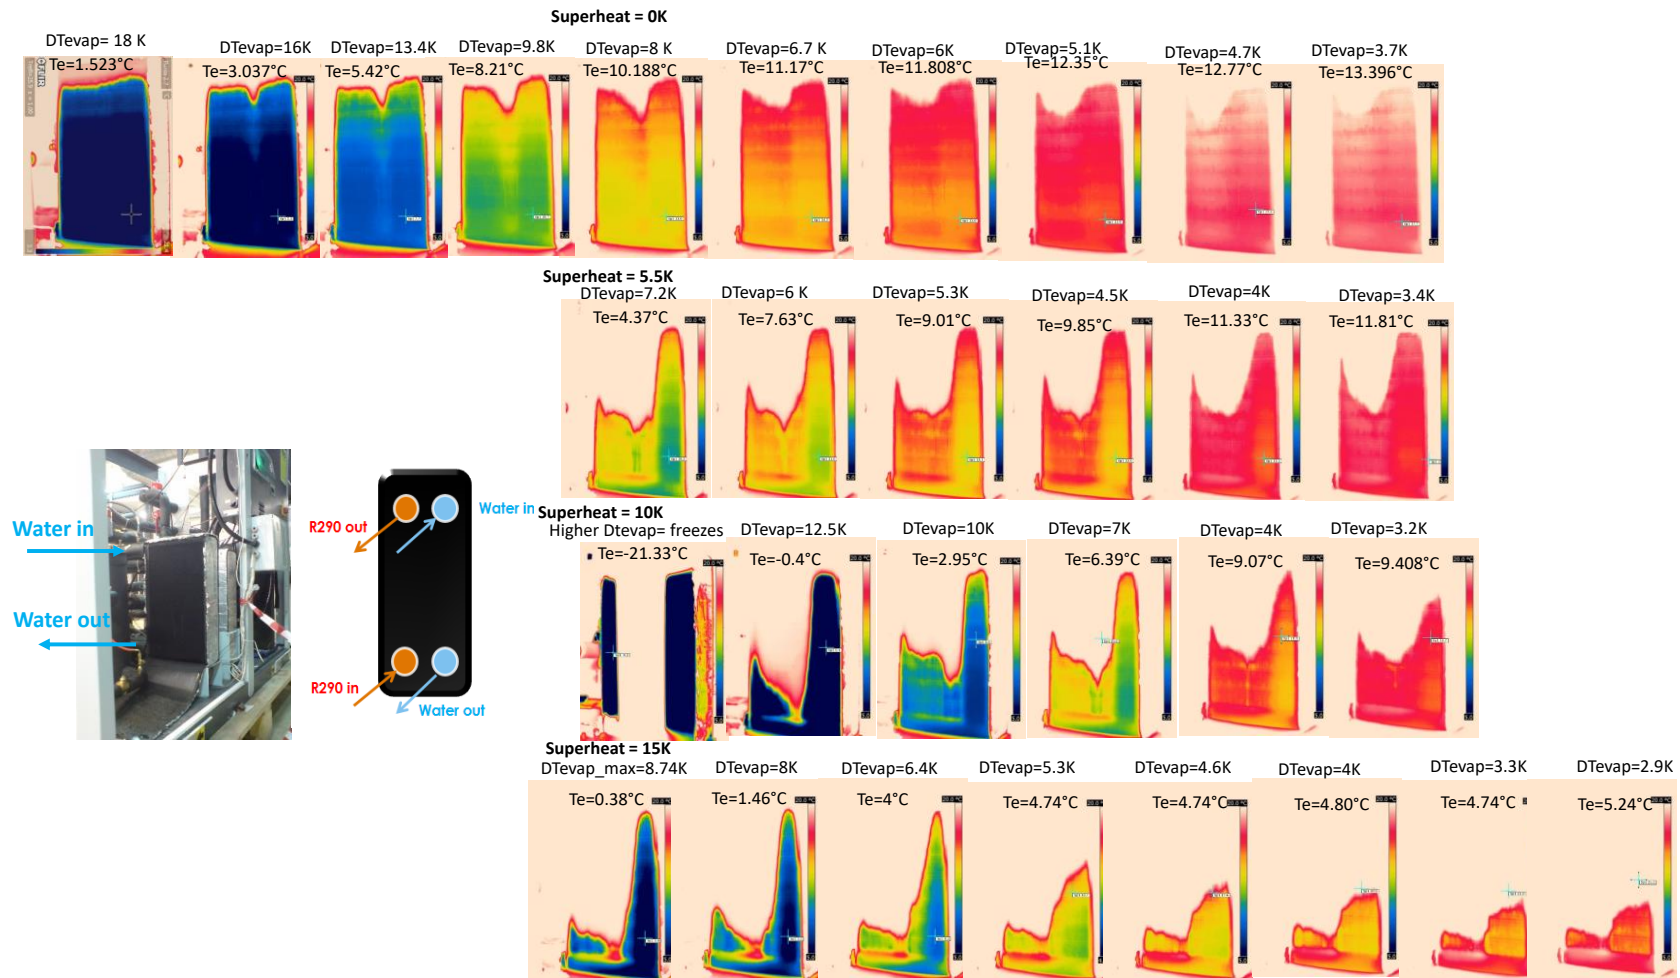 Superheat = 0K
DTevap= 18 K
DTevap=16K
DTevap=13.4K
DTevap=9.8K
DTevap=8 K
DTevap=6.7 K
DTevap=6K
DTevap=5.1K
DTevap=4.7K
DTevap=3.7K
Te=1.523°C
Te=3.037°C
Te=5.42°C
Te=8.21°C
Te=10.188°C
Te=11.17°C
Te=11.808°C
Te=12.35°C
Te=12.77°C
Te=13.396°C
Superheat = 5.5K
DTevap=7.2K
DTevap=6 K
DTevap=5.3K
DTevap=4.5K
DTevap=4K
DTevap=3.4K
Te=4.37°C
Te=7.63°C
Te=9.01°C
Te=9.85°C
Te=11.33°C
Te=11.81°C
Water in
Water out
R290 out
Water in
R290 in
Water out
Superheat = 10K
Higher Dtevap= freezes
DTevap=12.5K
DTevap=10K
DTevap=7K
DTevap=4K
DTevap=3.2K
Te=-21.33°C
Te=-0.4°C
Te=2.95°C
Te=6.39°C
Te=9.07°C
Te=9.408°C
Superheat = 15K
DTevap_max=8.74K
DTevap=8K
DTevap=6.4K
DTevap=5.3K
DTevap=4.6K
DTevap=4K
DTevap=3.3K
DTevap=2.9K
Te=0.38°C
Te=1.46°C
Te=4°C
Te=4.74°C
Te=4.74°C
Te=4.80°C
Te=4.74°C
Te=5.24°C